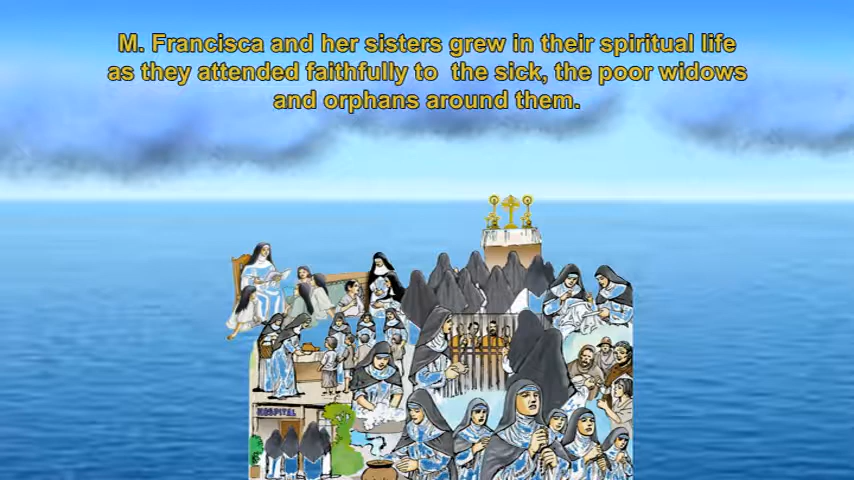 M. Francisca and her sisters grew in their spiritual life
as they attended faithfully to the sick, the poor widows
and orphans around them.
HOSPITAL